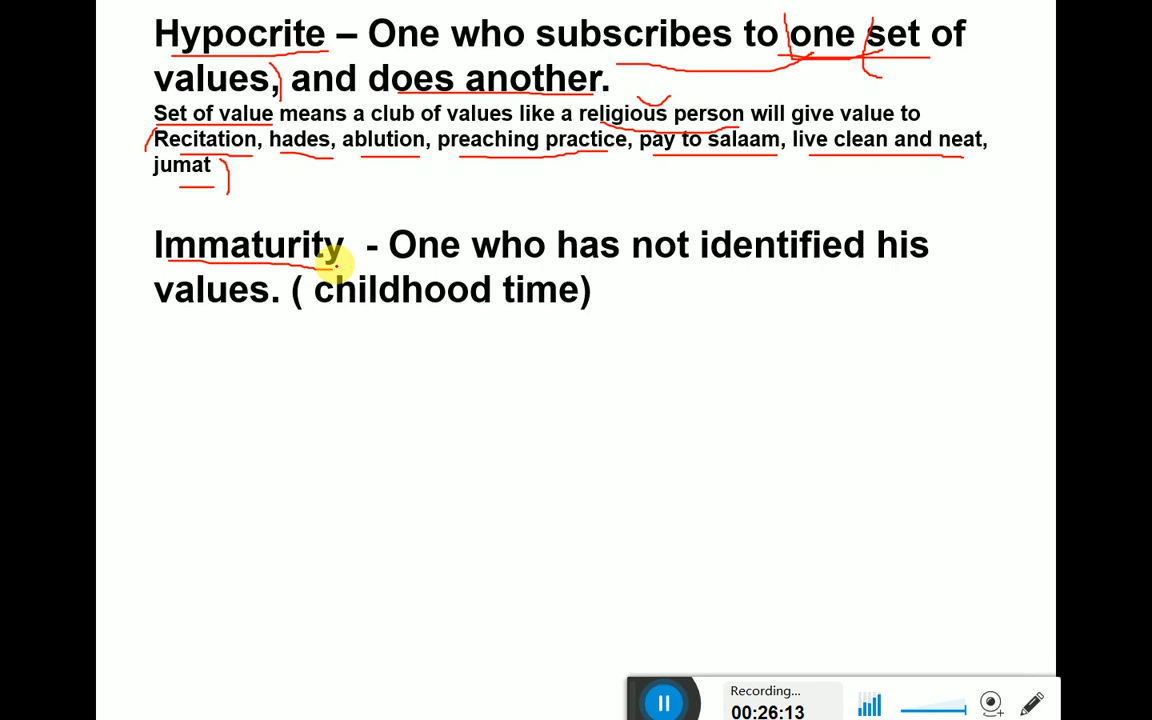 Hypocrite – One who subscribes to one set of
values, and does another.
Set of value means a club of values like a religious person will give value to
Recitation, hades, ablution, preaching practice, pay to salaam, live clean and neat,
jumat
Immaturity - One who has not identified his
values. ( childhood time)
Recording...
00:26:13